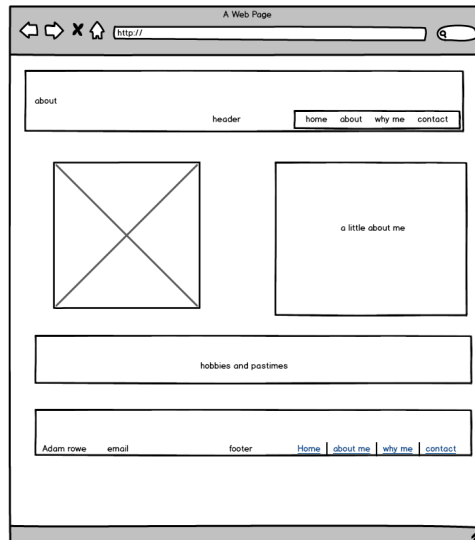 A Web Page
http://
about
header home about why me contact
a little about me
hobbies and pastimes
Adam rowe email footer Home about me why me contact